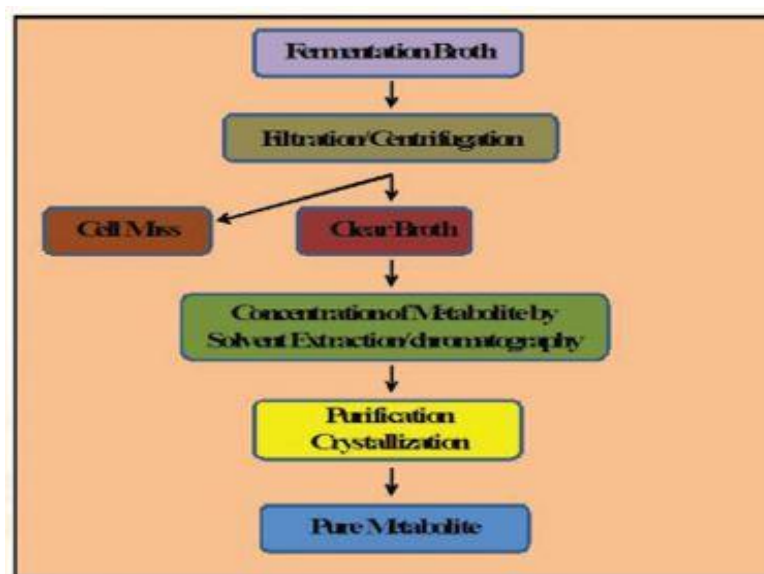 Fermentation Broth
Filtration/Centrifugation
Cell Mass
Clear Broth
Concentration of Metabolite by
Solvent Extraction/chromatography
Purification
Crystallization
Pure Metabolite